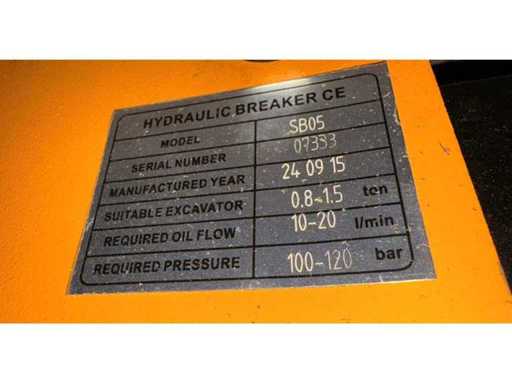 HYDRAULIC BREAKER CE
MODEL SB05
SERIAL NUMBER 07393
MANUFACTURED YEAR 24 09 15
SUITABLE EXCAVATOR 0.8-1.5 ton
REQUIRED OIL FLOW 10-20 l/min
REQUIRED PRESSURE 100-120 bar